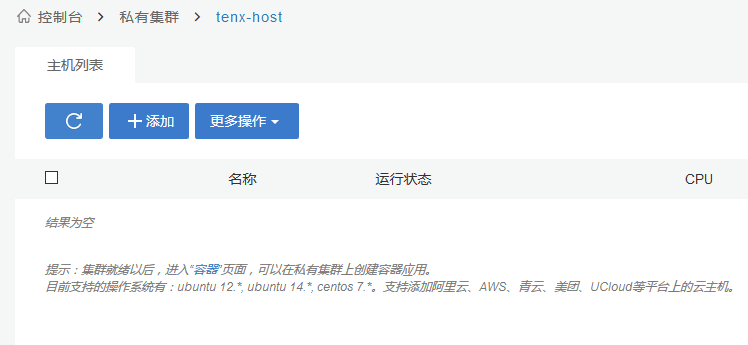 控制台 > 私有集群 > tenx-host
主机列表
添加 更多操作
名称 运行状态 CPU
结果为空
提示：集群就绪以后，进入“容器”页面，可以在私有集群上创建容器应用。
目前支持的操作系统有：ubuntu 12.*, ubuntu 14.*, centos 7.*。支持添加阿里云、AWS、青云、美团、UCloud等平台上的云主机。